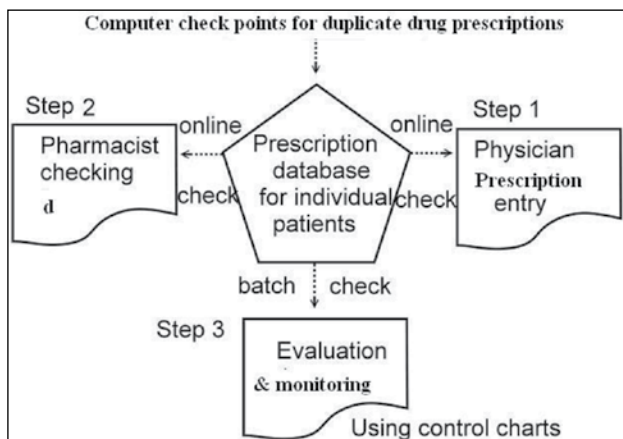 Computer check points for duplicate drug prescriptions
Step 2
Step 1
online
online
Pharmacist
checking
d
check
Prescription
database
for individual
patients
check
Physician
Prescription
entry
batch check
Step 3
Evaluation
& monitoring
Using control charts